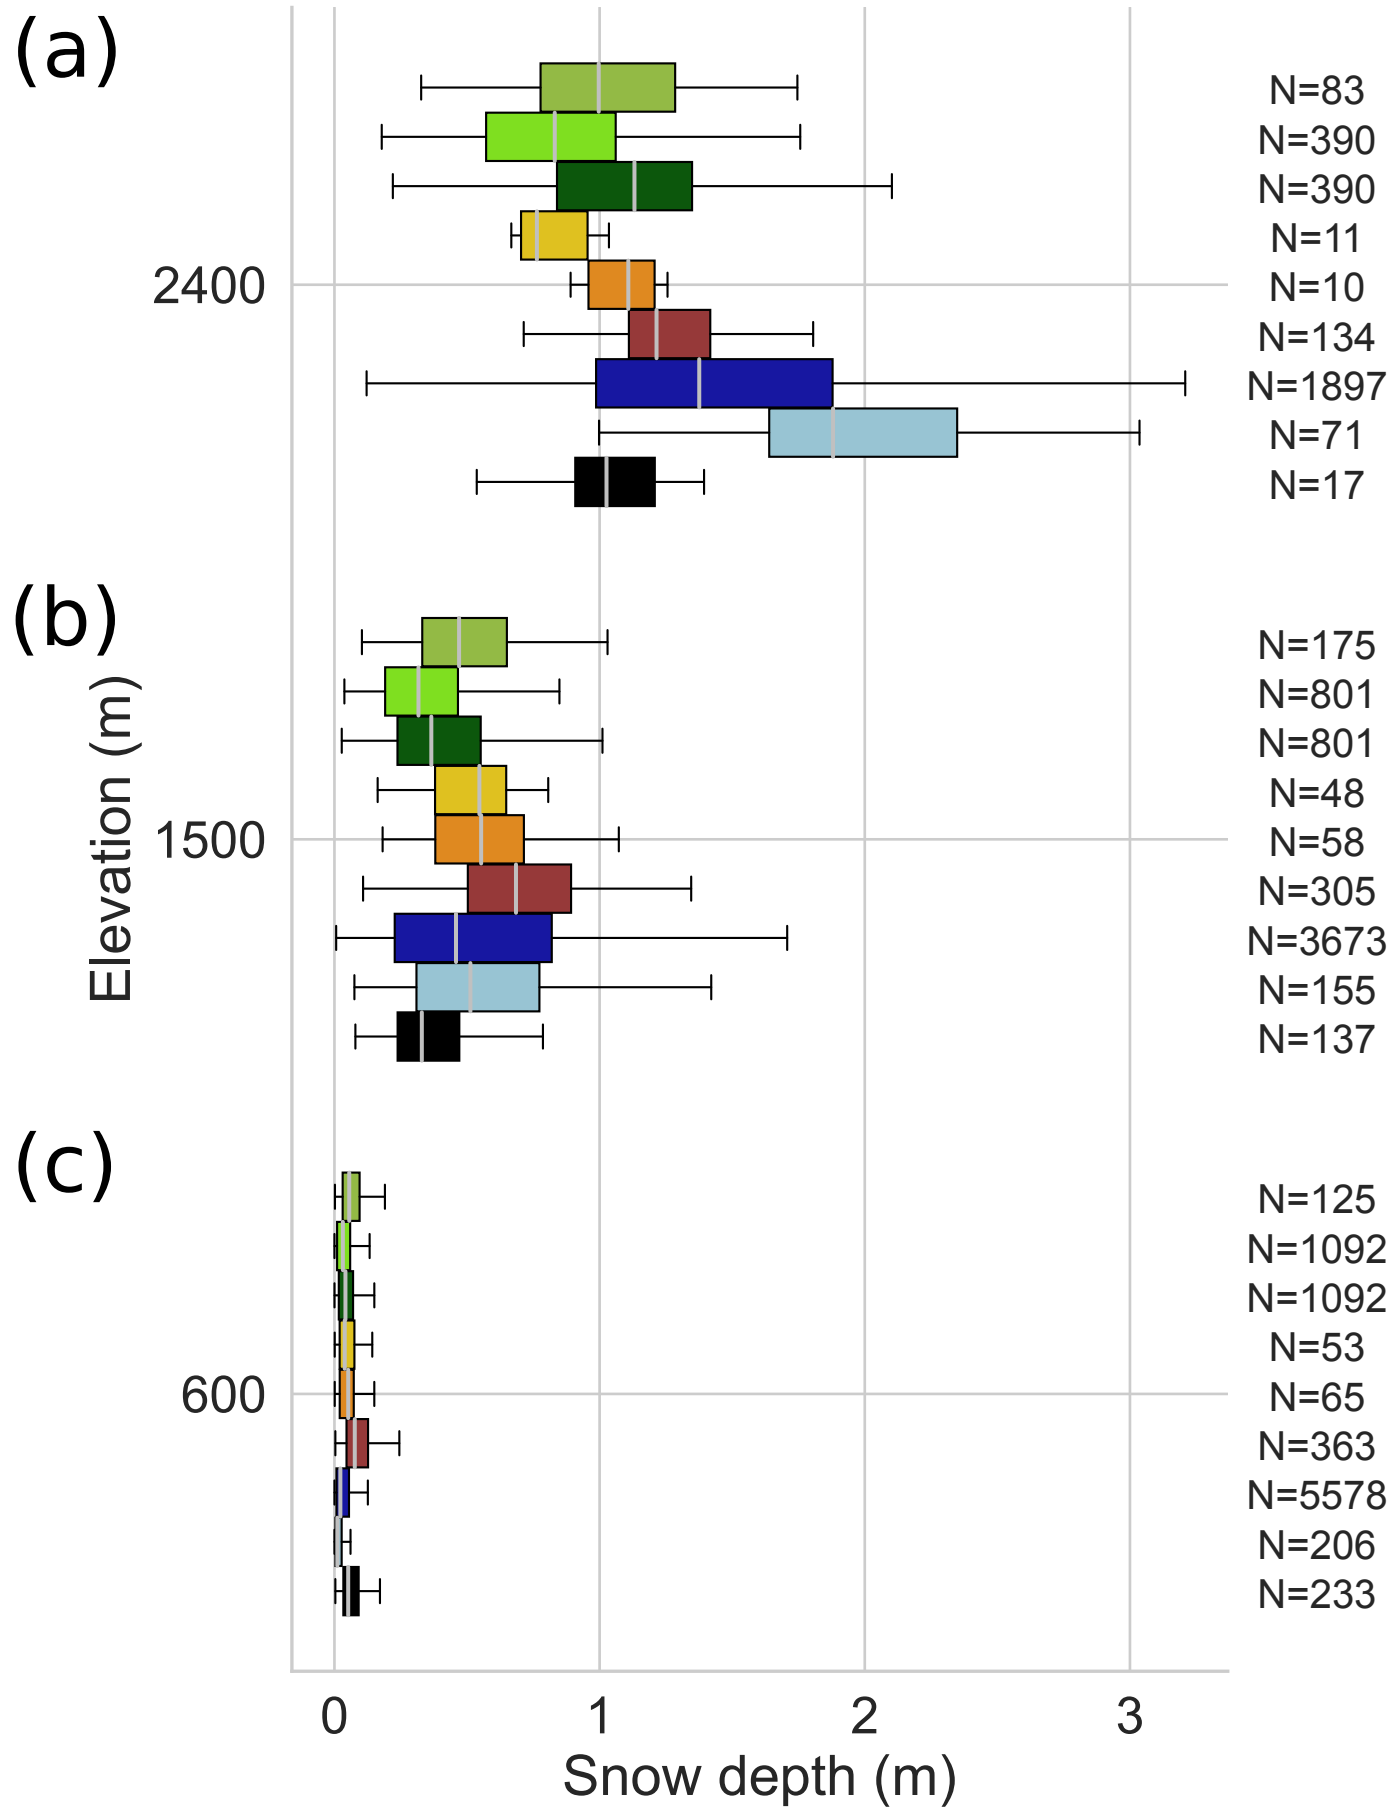 (a)
N=83
N=390
N=390
N=11
2400
N=10
N=134
N=1897
N=71
N=17
(b)
N=175
N=801
N=801
N=48
Elevation (m)
1500
N=58
N=305
N=3673
N=155
N=137
(c)
N=125
N=1092
N=1092
N=53
600
N=65
N=363
N=5578
N=206
N=233
0 1 2 3
Snow depth (m)